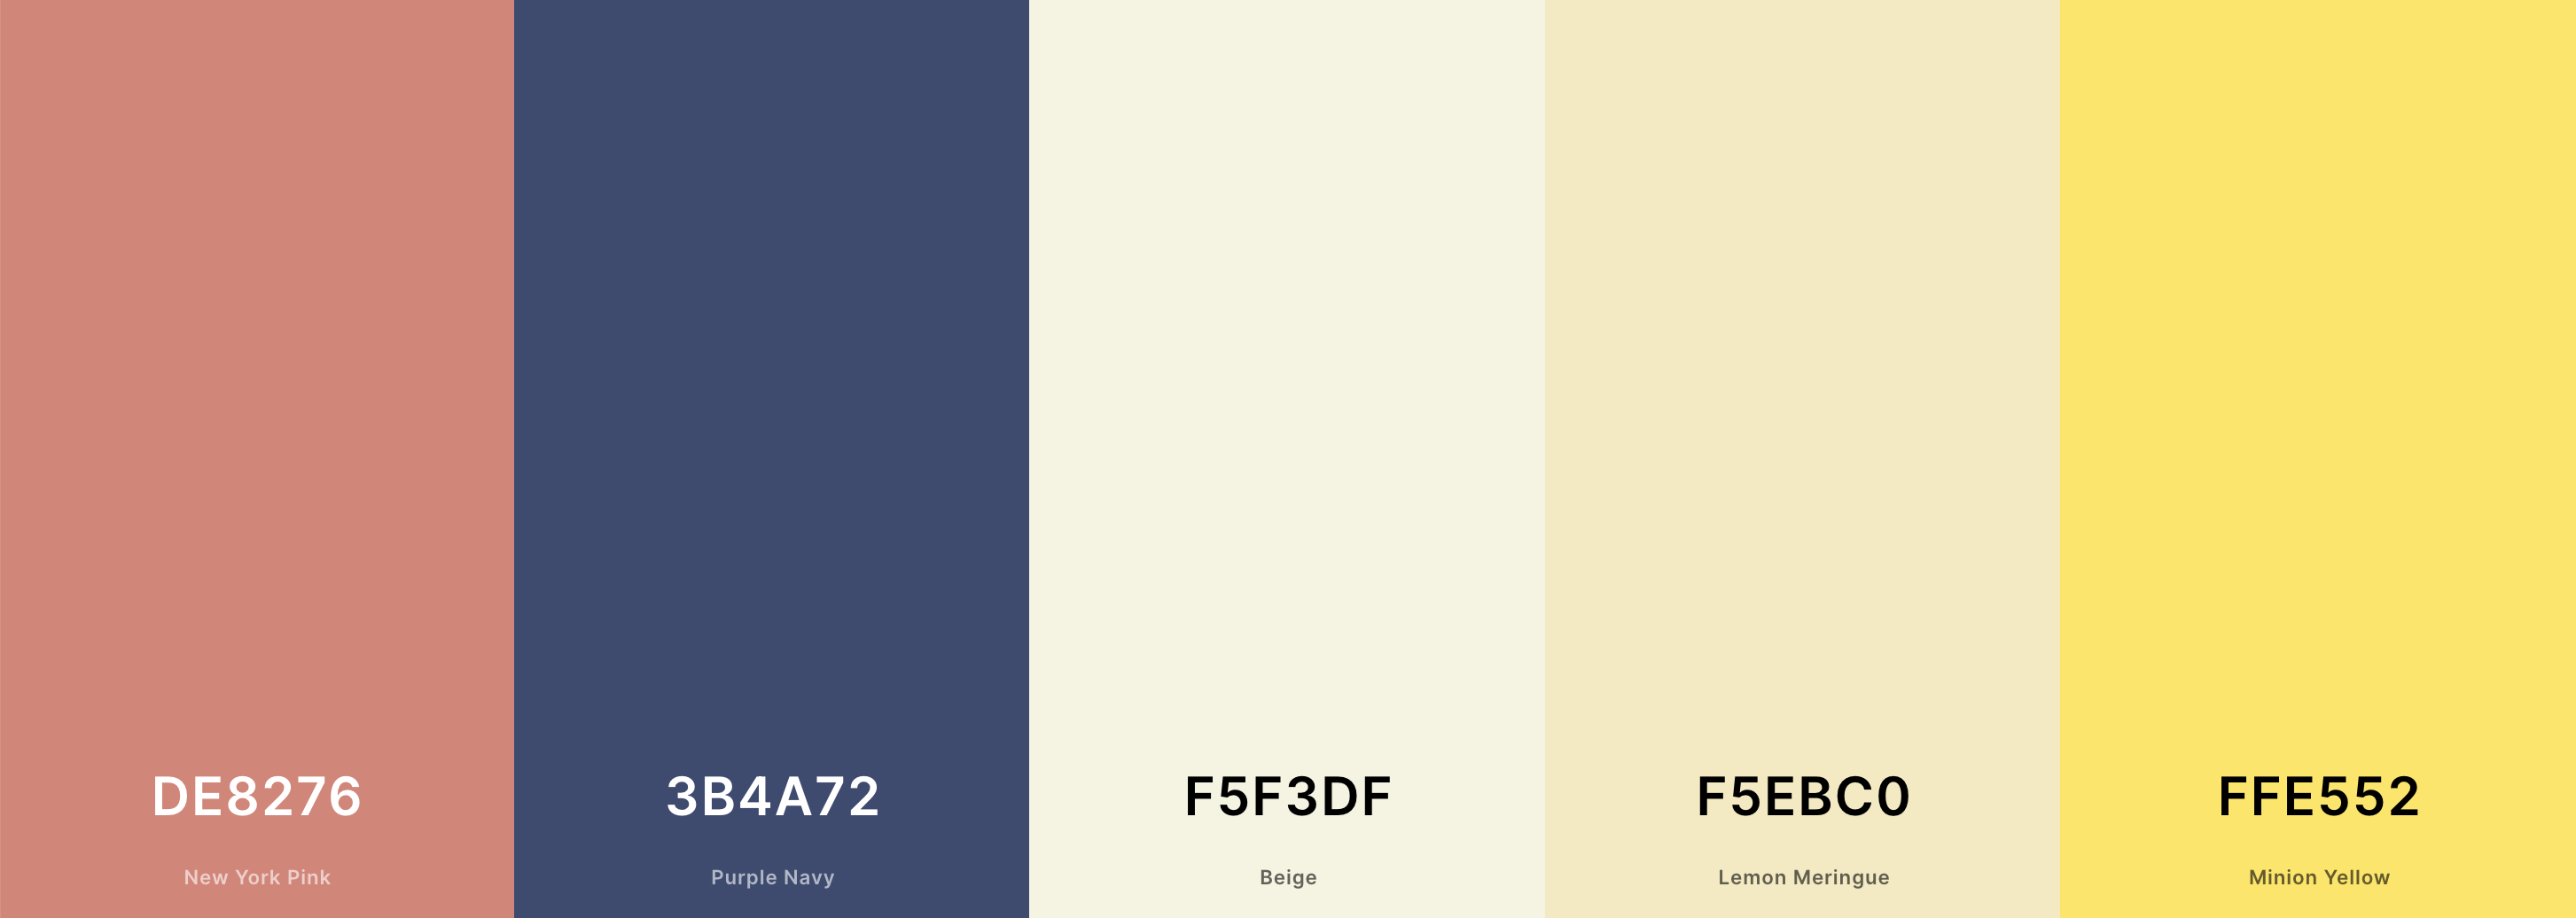 DE8276
New York Pink
3B4A72
Purple Navy
F5F3DF
Beige
F5EBC0
Lemon Meringue
FFE552
Minion Yellow